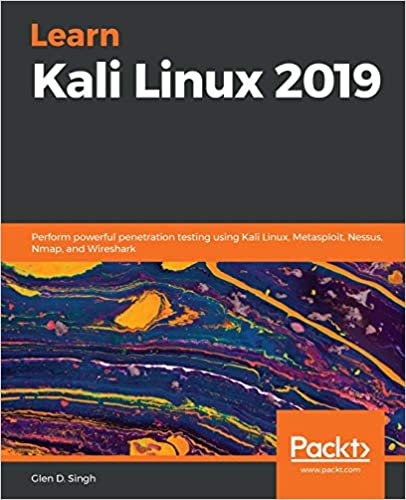 Learn
Kali Linux 2019
Perform powerful penetration testing using Kali Linux, Metasploit, Nessus,
Nmap, and Wireshark
Packt>
www.packt.com
Glen D. Singh